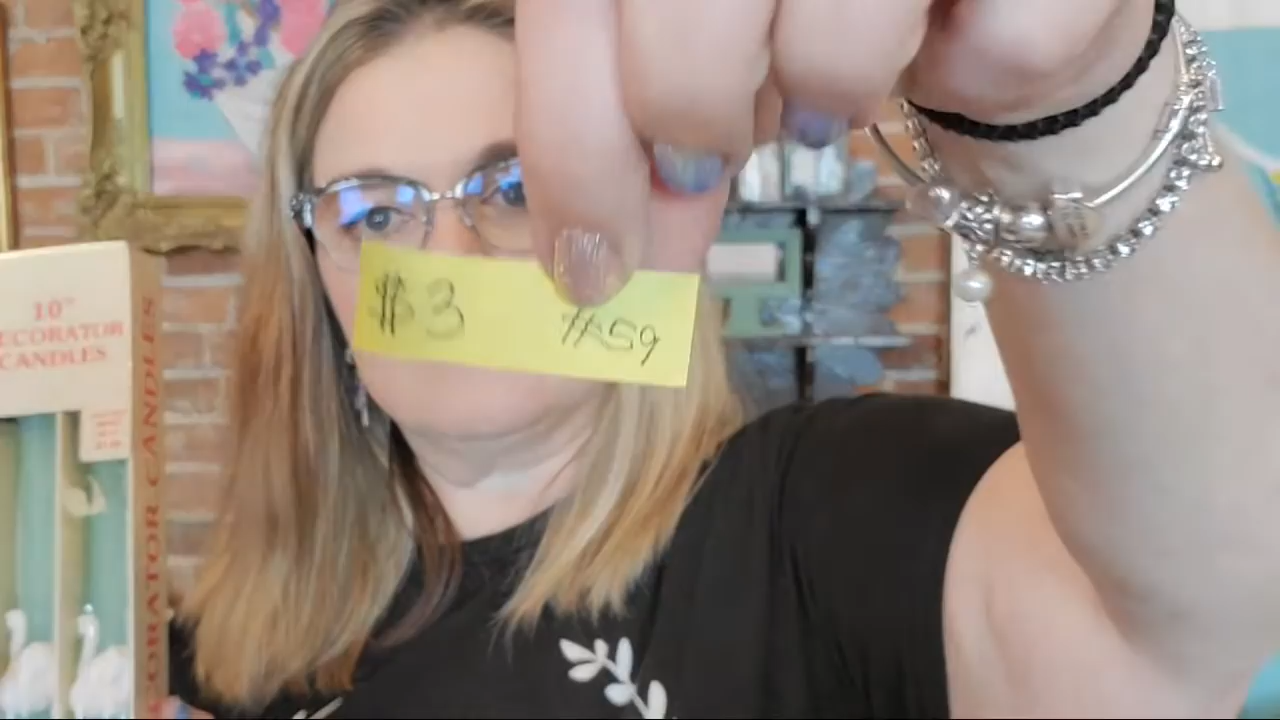 $3 #A59
10"
DECORATOR
CANDLES
DECORATOR CANDLES